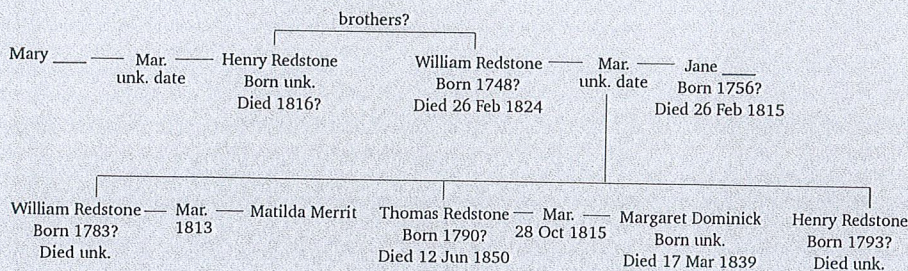 brothers?
Mary ____ — Mar. — Henry Redstone William Redstone — Mar. — Jane ____
unk. date Born unk. Born 1748? unk. date Born 1756?
Died 1816? Died 26 Feb 1824 Died 26 Feb 1815
William Redstone — Mar. — Matilda Merrit Thomas Redstone — Mar. — Margaret Dominick Henry Redstone
Born 1783? 1813 Born 1790? 28 Oct 1815 Born unk. Born 1793?
Died unk. Died 12 Jun 1850 Died 17 Mar 1839 Died unk.